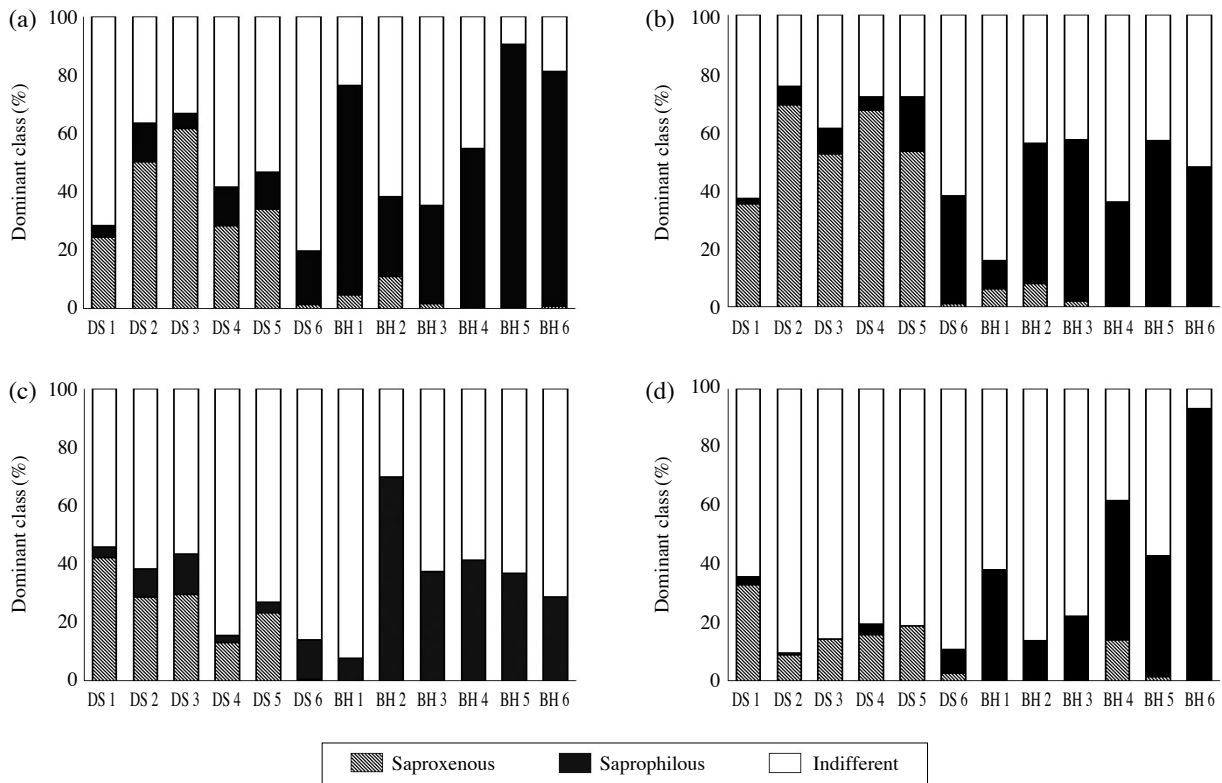 (a)
Dominant class (%)
100
80
60
40
20
0
DS 1 DS 2 DS 3 DS 4 DS 5 DS 6 BH 1 BH 2 BH 3 BH 4 BH 5 BH 6
(b)
Dominant class (%)
100
80
60
40
20
0
DS 1 DS 2 DS 3 DS 4 DS 5 DS 6 BH 1 BH 2 BH 3 BH 4 BH 5 BH 6
(c)
Dominant class (%)
100
80
60
40
20
0
DS 1 DS 2 DS 3 DS 4 DS 5 DS 6 BH 1 BH 2 BH 3 BH 4 BH 5 BH 6
(d)
Dominant class (%)
100
80
60
40
20
0
DS 1 DS 2 DS 3 DS 4 DS 5 DS 6 BH 1 BH 2 BH 3 BH 4 BH 5 BH 6
Saproxenous Saprophilous Indifferent